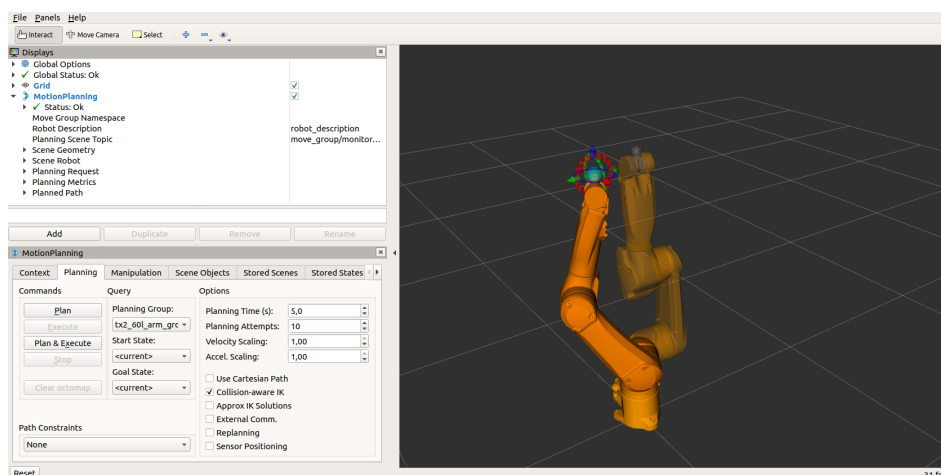 File Panels Help
Interact Move Camera Select
Displays
Global Options
Global Status: Ok
Grid
MotionPlanning
Status: Ok
Move Group Namespace
Robot Description robot_description
Planning Scene Topic move_group/monitor...
Scene Geometry
Scene Robot
Planning Request
Planning Metrics
Planned Path
Add Duplicate Remove Rename
MotionPlanning
Context Planning Manipulation Scene Objects Stored Scenes Stored States
Commands Query Options
Plan Planning Group: Planning Time (s): 5,0
Execute tx2_60l_arm_grc Planning Attempts: 10
Plan & Execute Start State: Velocity Scaling: 1,00
Stop <current> Accel. Scaling: 1,00
Goal State: Use Cartesian Path
Clear octomap <current> Collision-aware IK
Approx IK Solutions
External Comm.
Path Constraints Replanning
None Sensor Positioning
Reset